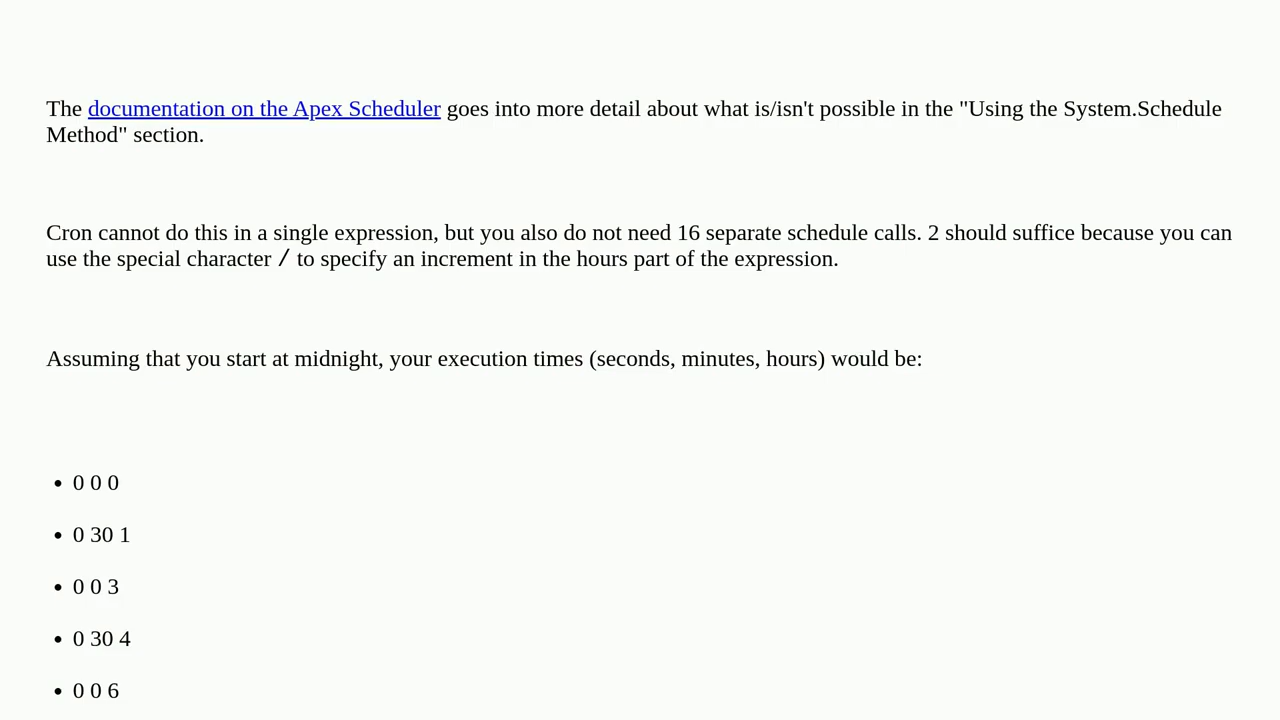 The documentation on the Apex Scheduler goes into more detail about what is/isn't possible in the "Using the System.Schedule
Method" section.
Cron cannot do this in a single expression, but you also do not need 16 separate schedule calls. 2 should suffice because you can
use the special character / to specify an increment in the hours part of the expression.
Assuming that you start at midnight, your execution times (seconds, minutes, hours) would be:
• 0 0 0
• 0 30 1
• 0 0 3
• 0 30 4
• 0 0 6